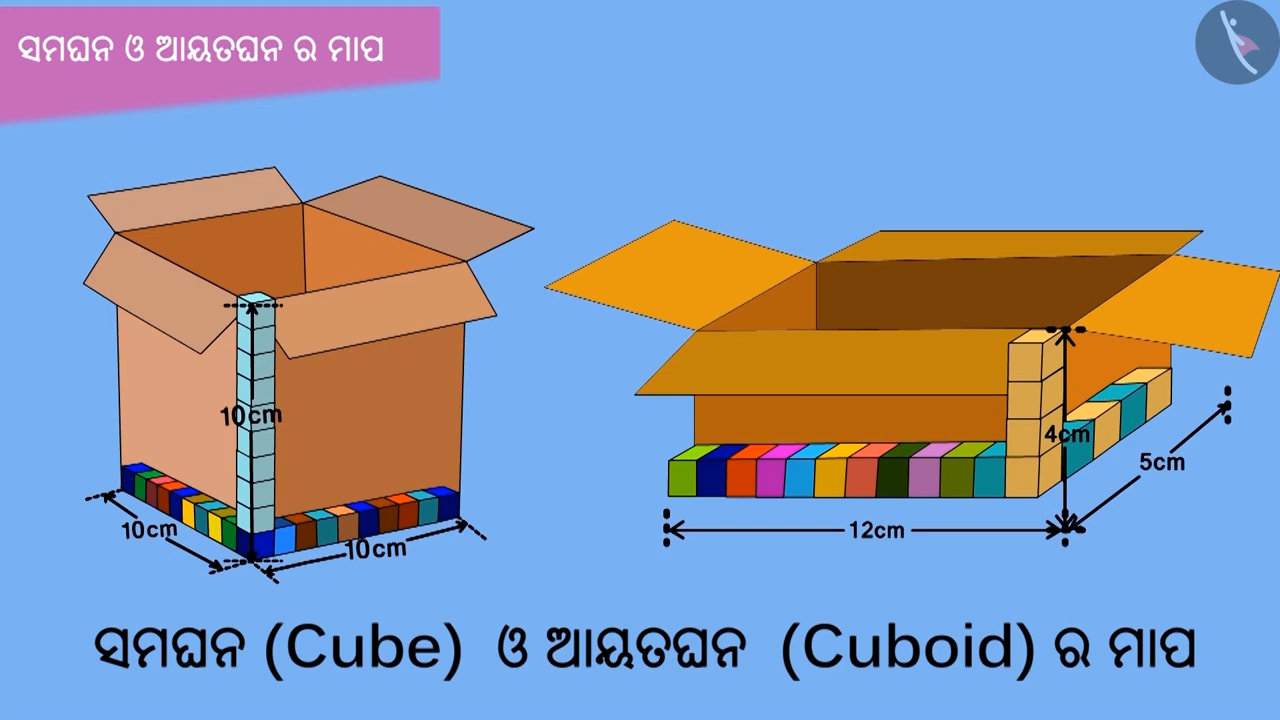 ସମଘନ ଓ ଆୟତଘନ ର ମାପ
10cm
10cm
10cm
4cm
5cm
12cm
ସମଘନ (Cube) ଓ ଆୟତଘନ (Cuboid) ର ମାପ